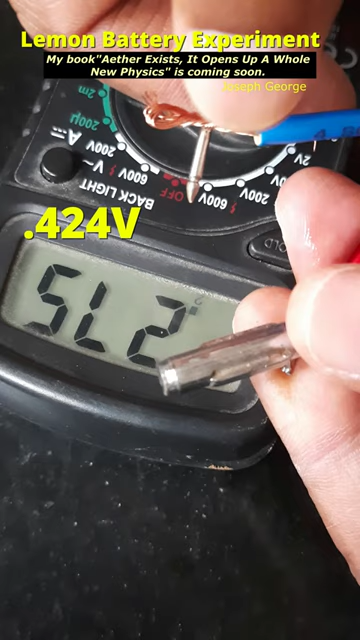 Lemon Battery Experiment
My book"Aether Exists, It Opens Up A Whole
New Physics" is coming soon.
Joseph George
2m
200µ
A
V~
600V
200V
OFF
600V
200V
2V
BACK LIGHT
HOLD
.424V